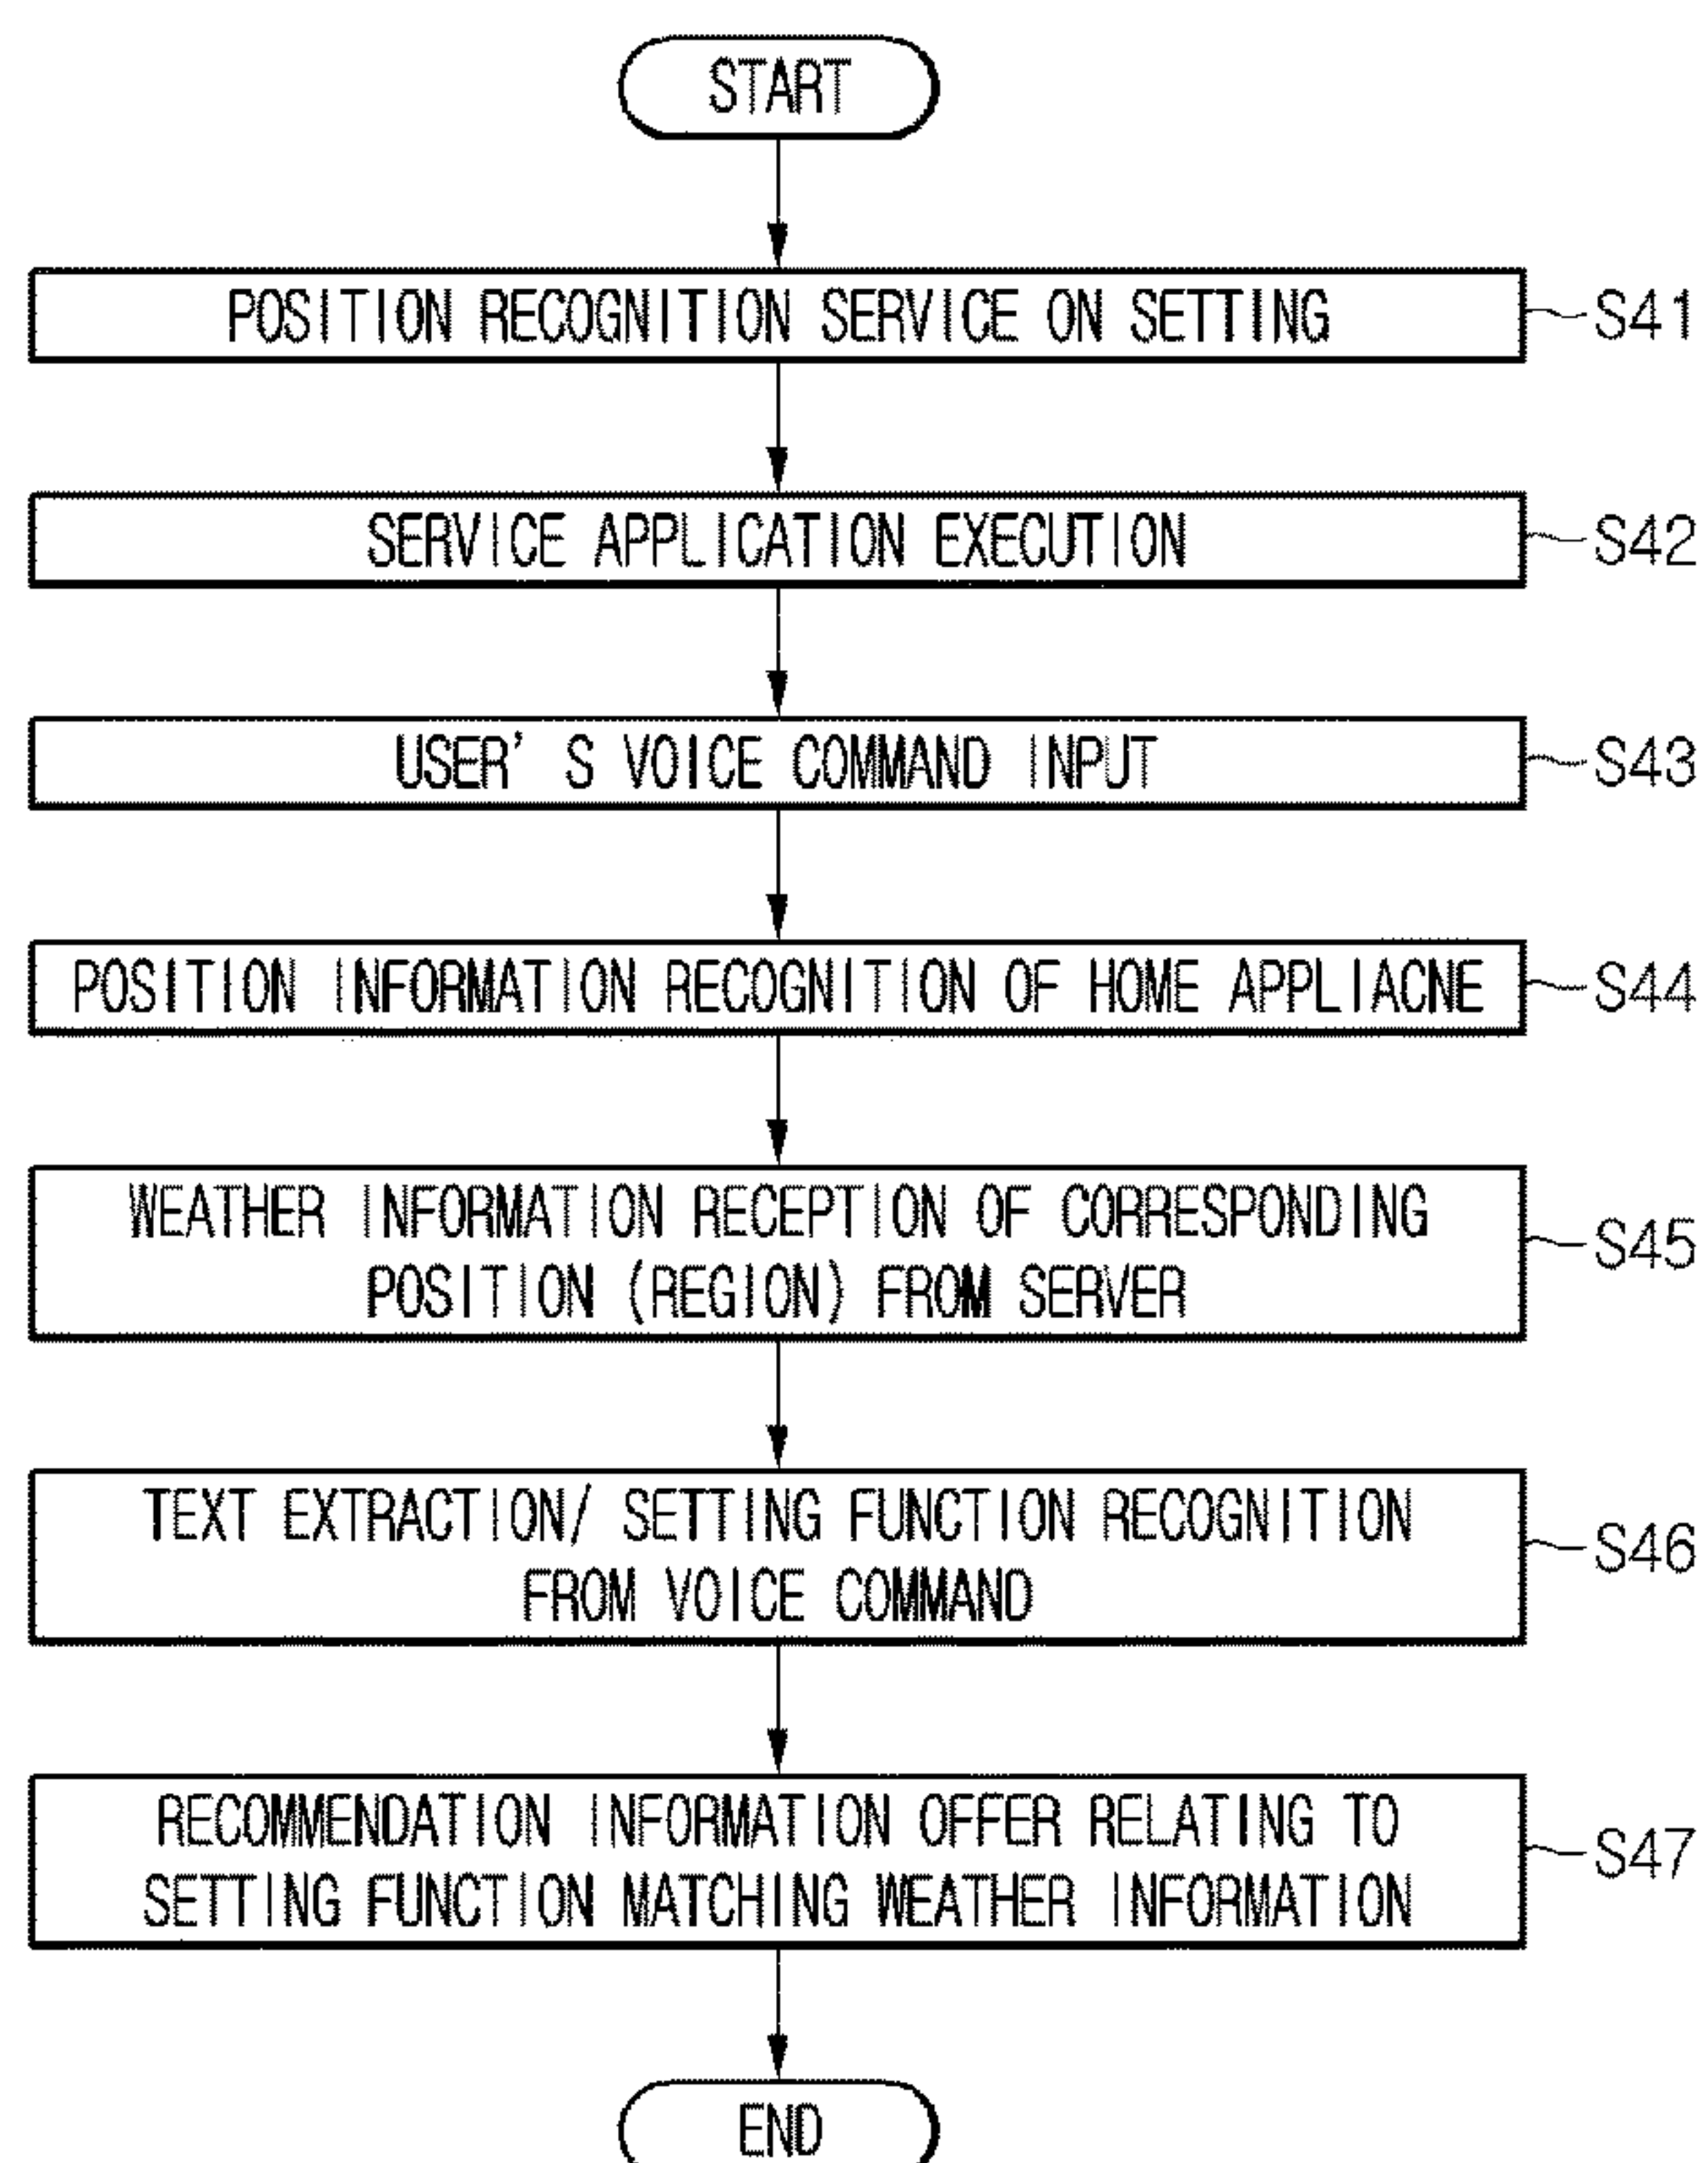 START
POSITION RECOGNITION SERVICE ON SETTING
S41
SERVICE APPLICATION EXECUTION
S42
USER'S VOICE COMMAND INPUT
S43
POSITION INFORMATION RECOGNITION OF HOME APPLIACNE
S44
WEATHER INFORMATION RECEPTION OF CORRESPONDING
POSITION (REGION) FROM SERVER
S45
TEXT EXTRACTION/ SETTING FUNCTION RECOGNITION
FROM VOICE COMMAND
S46
RECOMMENDATION INFORMATION OFFER RELATING TO
SETTING FUNCTION MATCHING WEATHER INFORMATION
S47
END